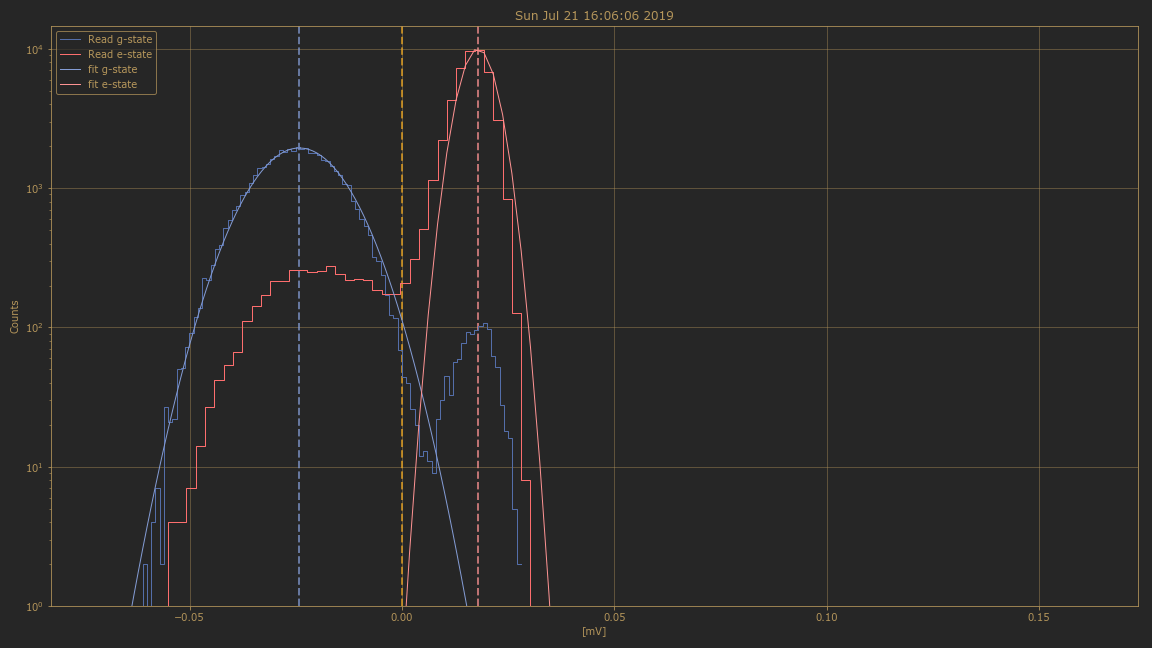 Sun Jul 21 16:06:06 2019
Read g-state
Read e-state
fit g-state
fit e-state
10⁴
10³
10²
10¹
10⁰
Counts
−0.05
0.00
0.05
0.10
0.15
[mV]